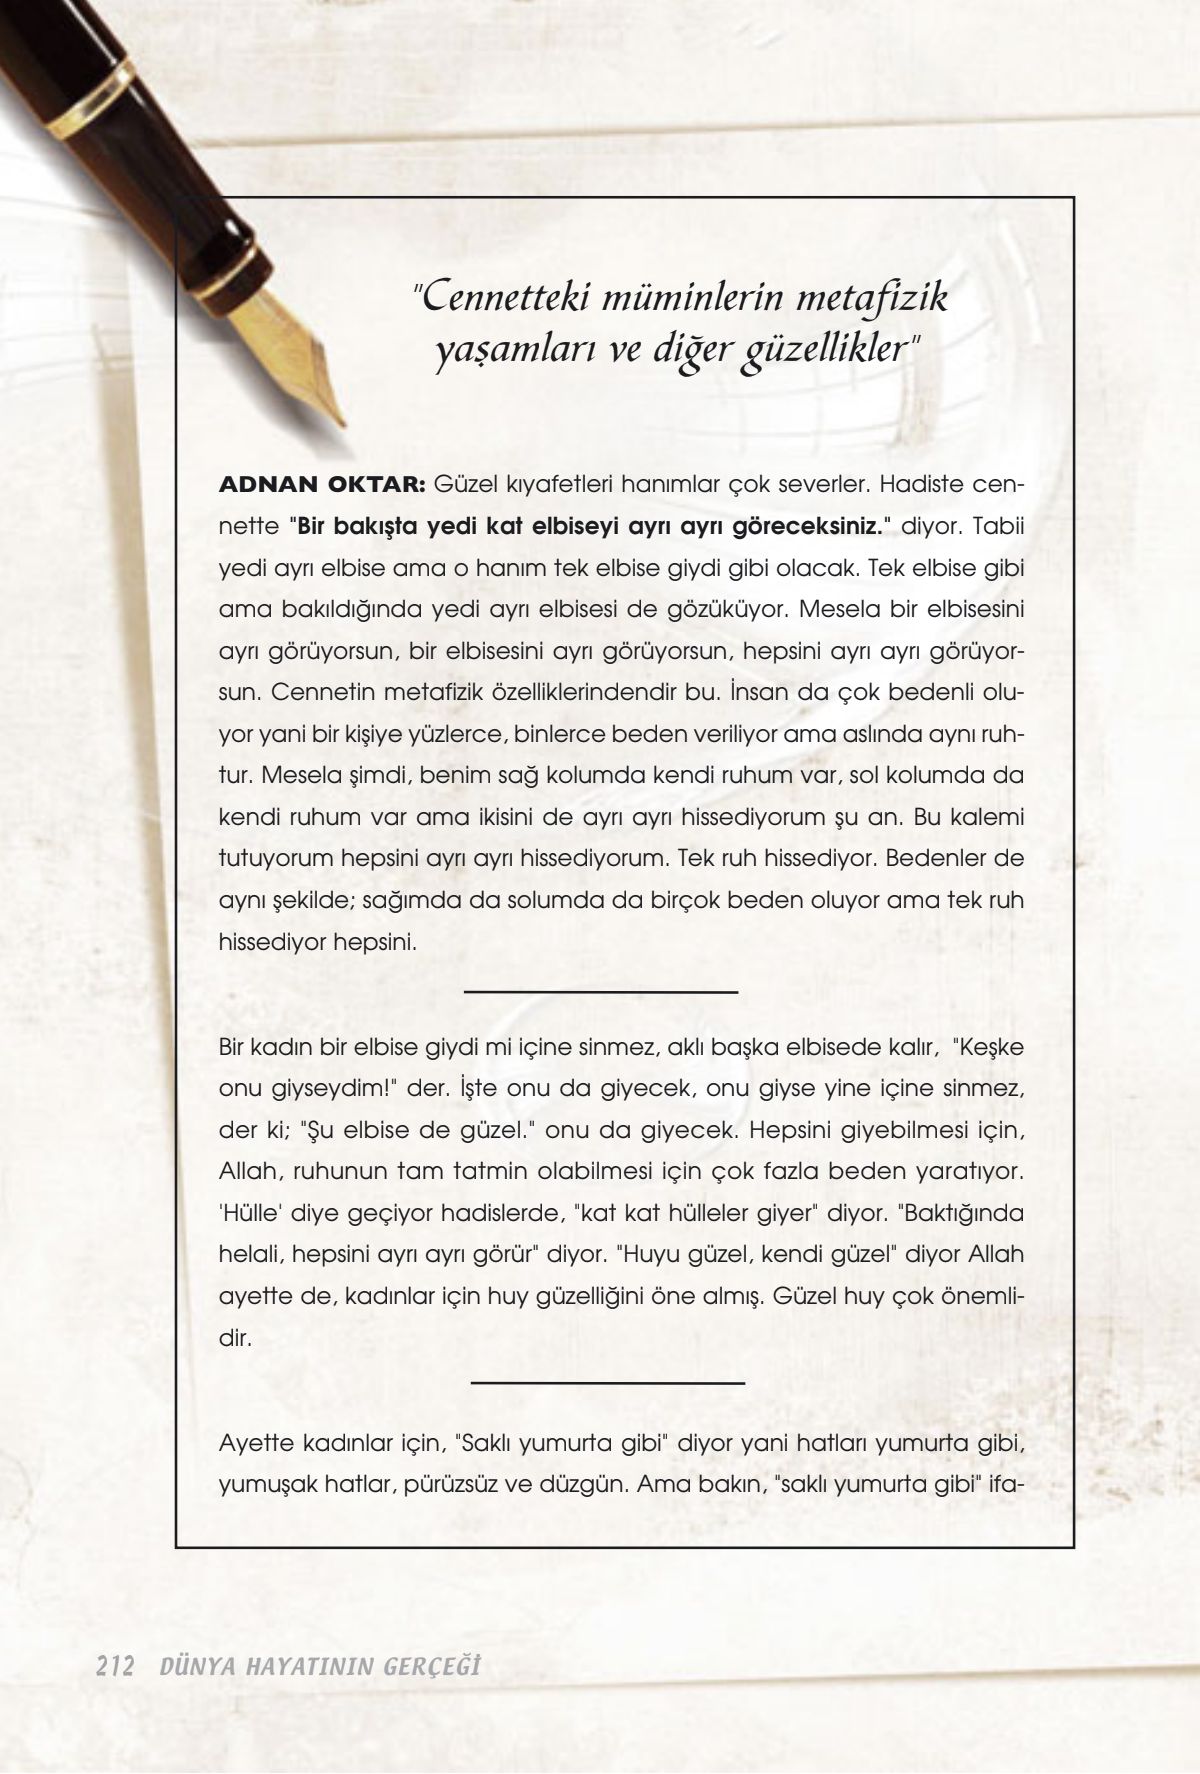 "Cennetteki müminlerin metafizik
yaşamları ve diğer güzellikler"
ADNAN OKTAR: Güzel kıyafetleri hanımlar çok severler. Hadiste cen-
nette "Bir bakışta yedi kat elbiseyi ayrı ayrı göreceksiniz." diyor. Tabii
yedi ayrı elbise ama o hanım tek elbise giydi gibi olacak. Tek elbise gibi
ama bakıldığında yedi ayrı elbisesi de gözüküyor. Mesela bir elbisesini
ayrı görüyorsun, bir elbisesini ayrı görüyorsun, hepsini ayrı ayrı görüyor-
sun. Cennetin metafizik özelliklerindendir bu. İnsan da çok bedenli olu-
yor yani bir kişiye yüzlerce, binlerce beden veriliyor ama aslında aynı ruh-
tur. Mesela şimdi, benim sağ kolumda kendi ruhum var, sol kolumda da
kendi ruhum var ama ikisini de ayrı ayrı hissediyorum şu an. Bu kalemi
tutuyorum hepsini ayrı ayrı hissediyorum. Tek ruh hissediyor. Bedenler de
aynı şekilde; sağımda da solumda da birçok beden oluyor ama tek ruh
hissediyor hepsini.
Bir kadın bir elbise giydi mi içine sinmez, aklı başka elbisede kalır, "Keşke
onu giyseydim!" der. İşte onu da giyecek, onu giyse yine içine sinmez,
der ki; "Şu elbise de güzel." onu da giyecek. Hepsini giyebilmesi için,
Allah, ruhunun tam tatmin olabilmesi için çok fazla beden yaratıyor.
'Hülle' diye geçiyor hadislerde, "kat kat hülleler giyer" diyor. "Baktığında
helali, hepsini ayrı ayrı görür" diyor. "Huyu güzel, kendi güzel" diyor Allah
ayette de, kadınlar için huy güzelliğini öne almış. Güzel huy çok önemli-
dir.
Ayette kadınlar için, "Saklı yumurta gibi" diyor yani hatları yumurta gibi,
yumuşak hatlar, pürüzsüz ve düzgün. Ama bakın, "saklı yumurta gibi" ifa-
212 DÜNYA HAYATININ GERÇEĞİ